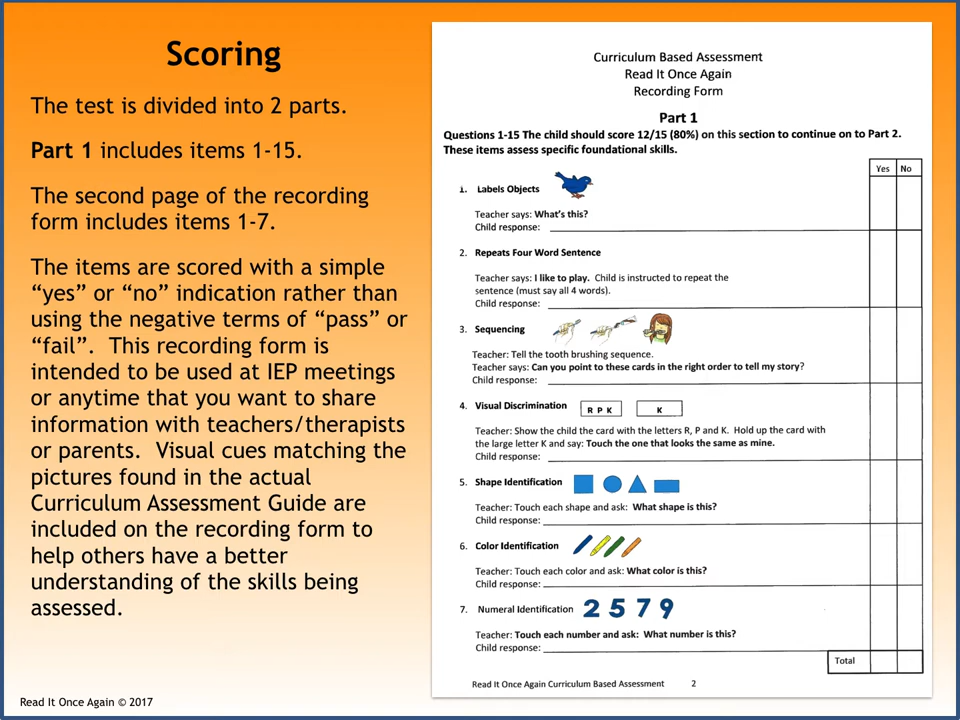 Scoring
The test is divided into 2 parts.
Part 1 includes items 1-15.
The second page of the recording
form includes items 1-7.
The items are scored with a simple
“yes” or “no” indication rather than
using the negative terms of “pass” or
“fail”.  This recording form is
intended to be used at IEP meetings
or anytime that you want to share
information with teachers/therapists
or parents.  Visual cues matching the
pictures found in the actual
Curriculum Assessment Guide are
included on the recording form to
help others have a better
understanding of the skills being
assessed.
Read It Once Again © 2017
Curriculum Based Assessment
Read It Once Again
Recording Form
Part 1
Questions 1-15 The child should score 12/15 (80%) on this section to continue on to Part 2.
These items assess specific foundational skills.
Yes No
1. Labels Objects
Teacher says: What’s this?
Child response:
2. Repeats Four Word Sentence
Teacher says: I like to play.  Child is instructed to repeat the
sentence (must say all 4 words).
Child response:
3. Sequencing
Teacher: Tell the tooth brushing sequence.
Teacher says: Can you point to these cards in the right order to tell my story?
Child response:
4. Visual Discrimination R P K K
Teacher: Show the child the card with the letters R, P and K.  Hold up the card with
the large letter K and say: Touch the one that looks the same as mine.
Child response:
5. Shape Identification
Teacher: Touch each shape and ask:  What shape is this?
Child response:
6. Color Identification
Teacher: Touch each color and ask: What color is this?
Child response:
7. Numeral Identification 2 5 7 9
Teacher: Touch each number and ask:  What number is this?
Child response:
Total
Read It Once Again Curriculum Based Assessment 2